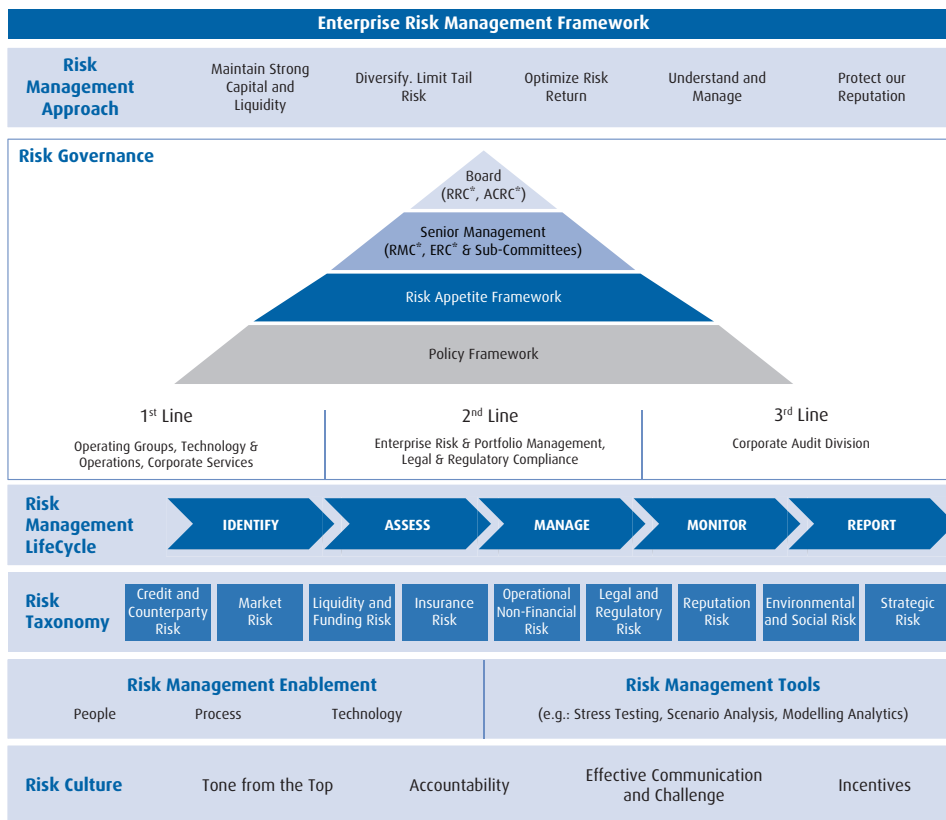 Enterprise Risk Management Framework
Risk
Management
Approach
Maintain Strong
Capital and
Liquidity
Diversify. Limit Tail
Risk
Optimize Risk
Return
Understand and
Manage
Protect our
Reputation
Risk Governance
Board
(RRC*, ACRC*)
Senior Management
(RMC*, ERC* & Sub-Committees)
Risk Appetite Framework
Policy Framework
1st Line
Operating Groups, Technology &
Operations, Corporate Services
2nd Line
Enterprise Risk & Portfolio Management,
Legal & Regulatory Compliance
3rd Line
Corporate Audit Division
Risk
Management
LifeCycle
IDENTIFY
ASSESS
MANAGE
MONITOR
REPORT
Risk
Taxonomy
Credit and
Counterparty
Risk
Market
Risk
Liquidity and
Funding Risk
Insurance
Risk
Operational
Non-Financial
Risk
Legal and
Regulatory
Risk
Reputation
Risk
Environmental
and Social Risk
Strategic
Risk
Risk Management Enablement
People
Process
Technology
Risk Management Tools
(e.g.: Stress Testing, Scenario Analysis, Modelling Analytics)
Risk Culture
Tone from the Top
Accountability
Effective Communication
and Challenge
Incentives